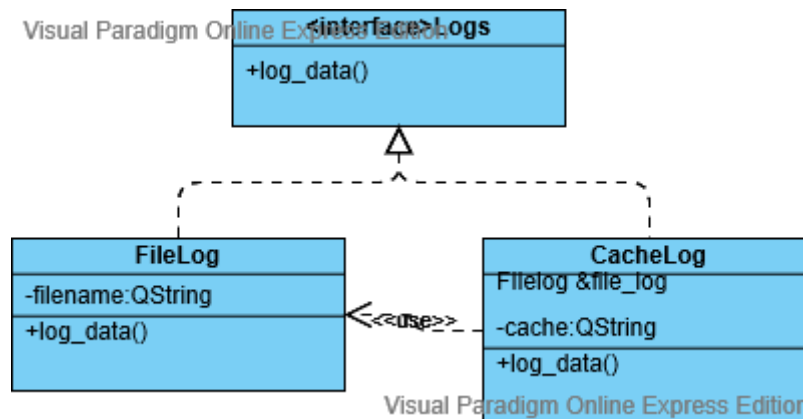 Visual Paradigm Online Express Edition
<interface>Logs
+log_data()
FileLog
-filename:QString
+log_data()
<<use>>
CacheLog
Filelog &file_log
-cache:QString
+log_data()
Visual Paradigm Online Express Edition